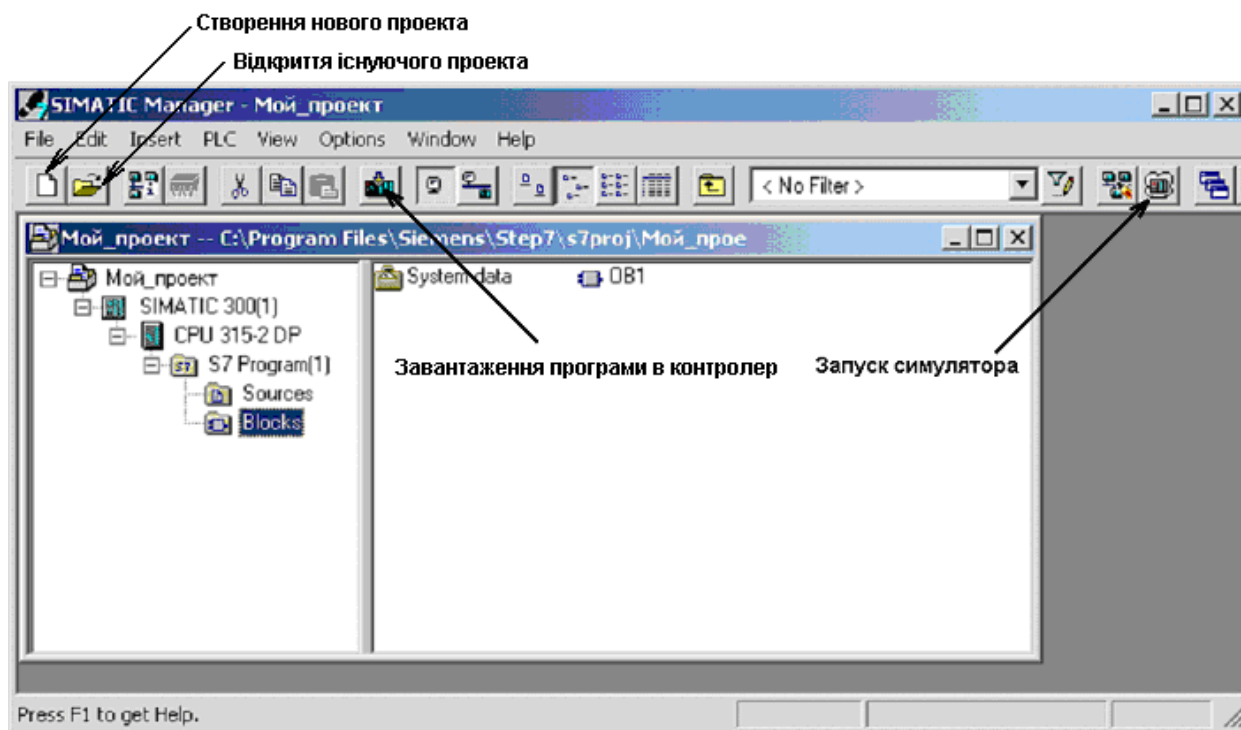 Створення нового проекта
Відкриття існуючого проекта
SIMATIC Manager - Мой_проект
File Edit Insert PLC View Options Window Help
< No Filter >
Мой_проект -- C:\Program Files\Siemens\Step7\s7proj\Мой_прое
Мой_проект
System data OB1
SIMATIC 300(1)
CPU 315-2 DP
S7 Program(1)
Завантаження програми в контролер Запуск симулятора
Sources
Blocks
Press F1 to get Help.